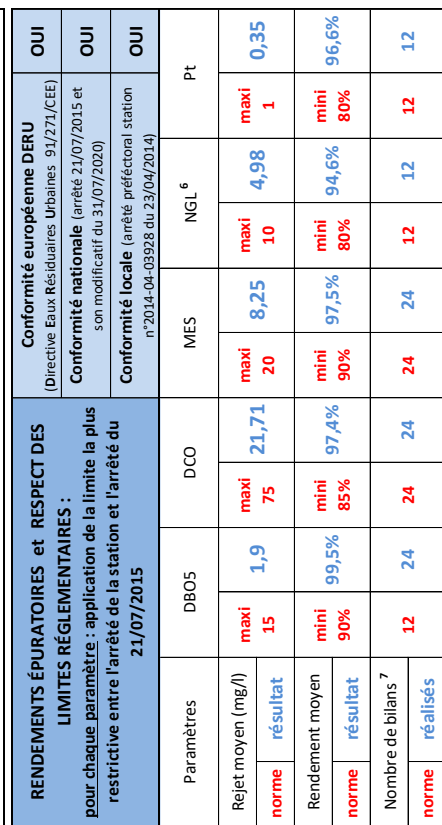 RENDEMENTS ÉPURATOIRES et RESPECT DES
LIMITES RÉGLEMENTAIRES :
pour chaque paramètre : application de la limite la plus
restrictive entre l'arrêté de la station et l'arrêté du
21/07/2015
Conformité européenne DERU
(Directive Eaux Résiduaires Urbaines 91/271/CEE)
OUI
Conformité nationale (arrêté 21/07/2015 et
son modificatif du 31/07/2020)
OUI
Conformité locale (arrêté préféctoral station
n°2014-04-03928 du 23/04/2014)
OUI
Paramètres DBO5 DCO MES NGL 6 Pt
Rejet moyen (mg/l)
norme résultat
maxi 15 1,9 maxi 75 21,71 maxi 20 8,25 maxi 10 4,98 maxi 1 0,35
Rendement moyen
norme résultat
mini 90% 99,5% mini 85% 97,4% mini 90% 97,5% mini 80% 94,6% mini 80% 96,6%
Nombre de bilans 7
norme réalisés
12 24 24 24 24 24 12 12 12 12